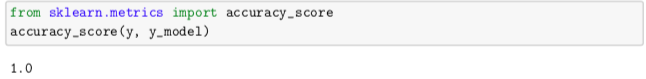 from sklearn.metrics import accuracy_score
accuracy_score(y, y_model)
1.0